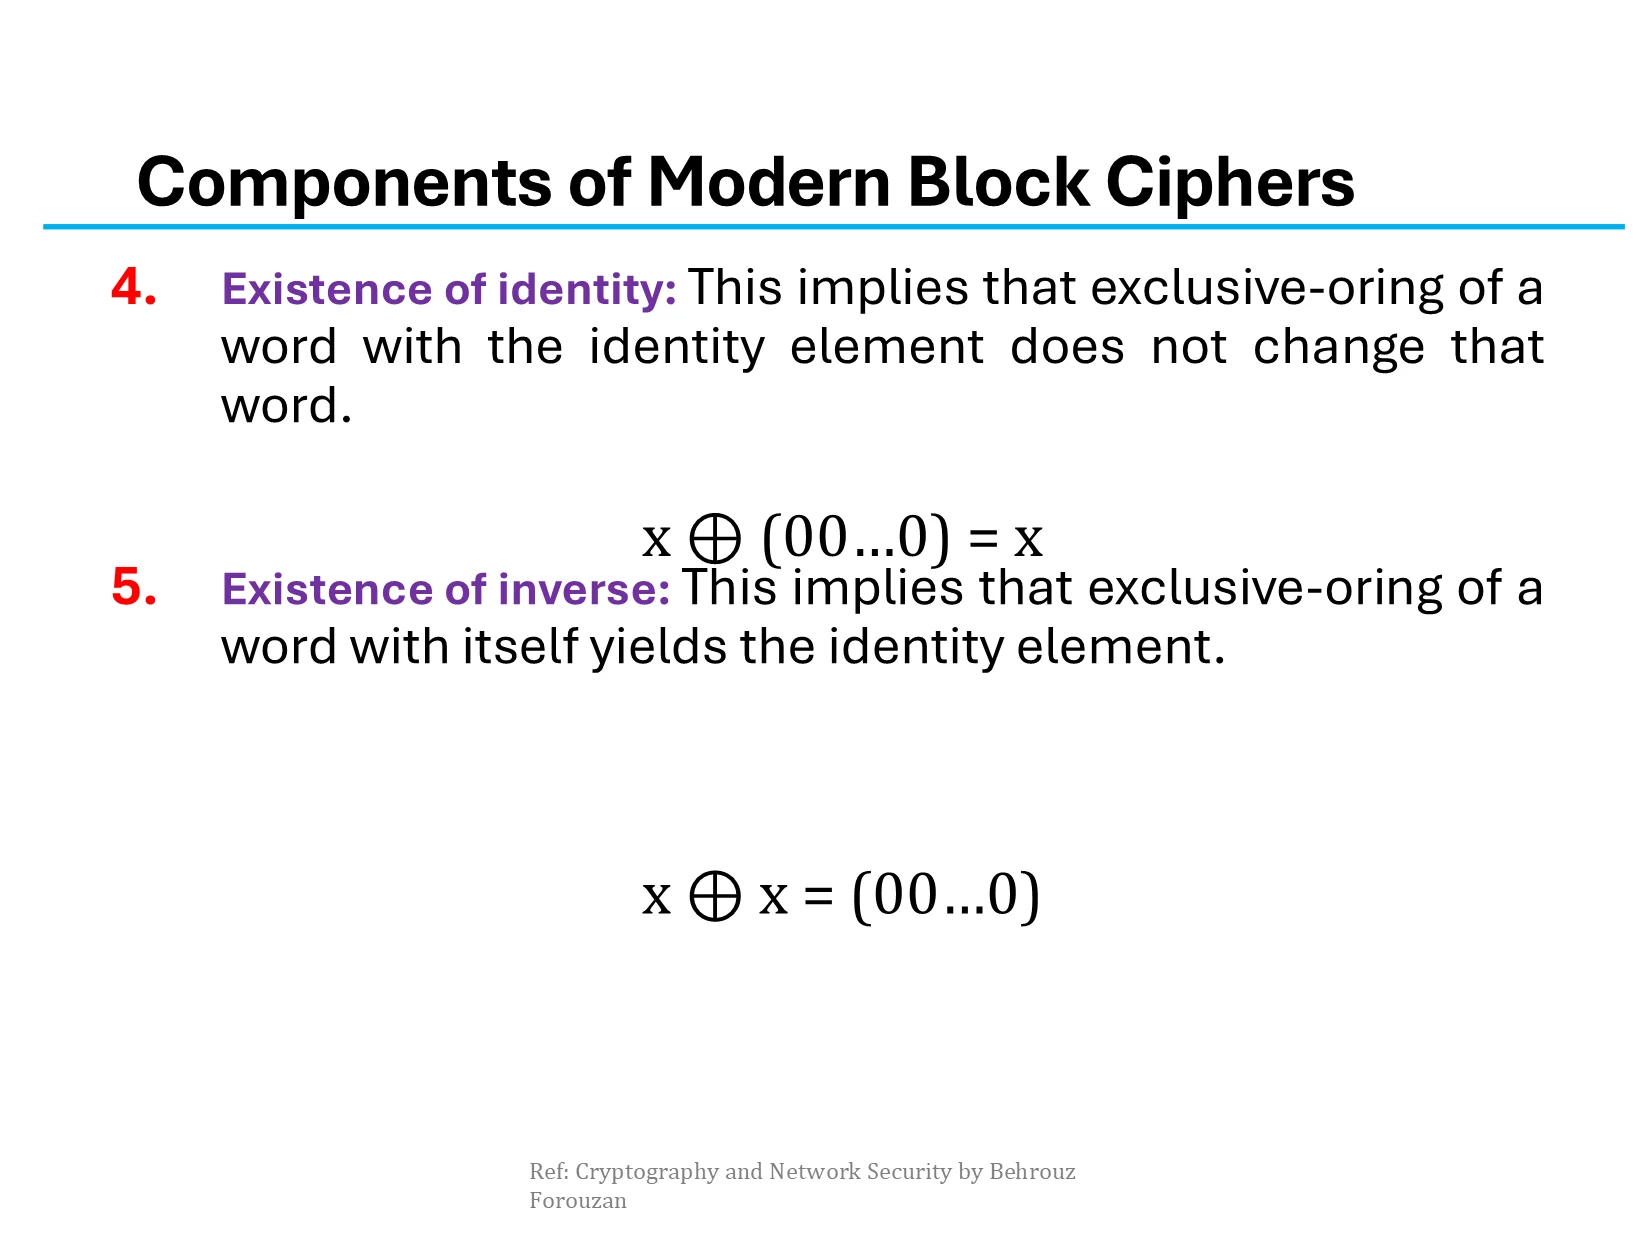 Components of Modern Block Ciphers
4. Existence of identity: This implies that exclusive-oring of a
word with the identity element does not change that
word.
x ⨁ (00…0) = x
5. Existence of inverse: This implies that exclusive-oring of a
word with itself yields the identity element.
x ⨁ x = (00…0)
Ref: Cryptography and Network Security by Behrouz
Forouzan